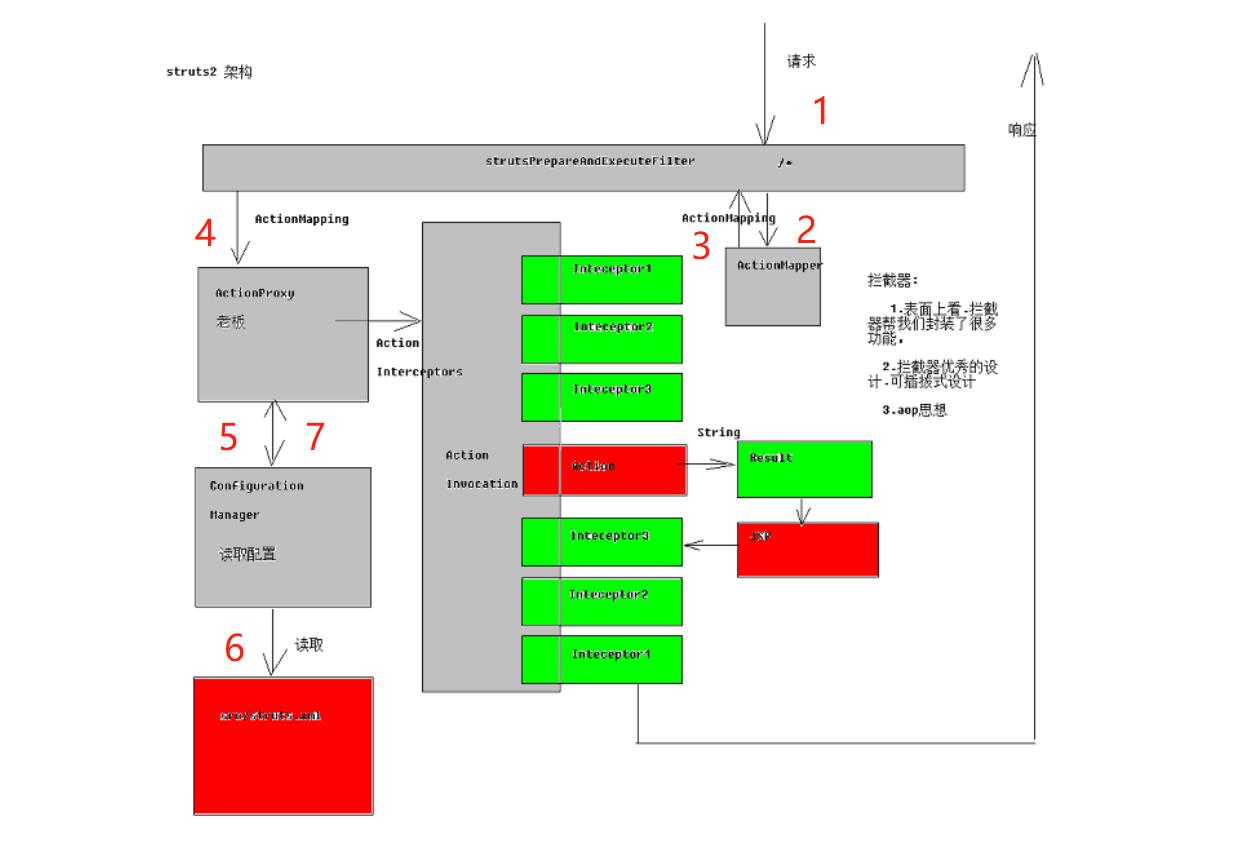 struts2 架构
请求
1
响应
strutsPrepareAndExecuteFilter /*
4
ActionMapping
ActionMapping
3
2
ActionMapper
ActionProxy
老板
Action
Interceptors
Inteceptor1
Inteceptor2
Inteceptor3
拦截器:
1.表面上看.拦截
器帮我们封装了很多
功能.
2.拦截器优秀的设
计.可插拔式设计
3.aop思想
5
7
Configuration
Manager
读取配置
Action
Invocation
Action
String
Result
JSP
Inteceptor3
Inteceptor2
Inteceptor1
6
读取
src/struts.xml